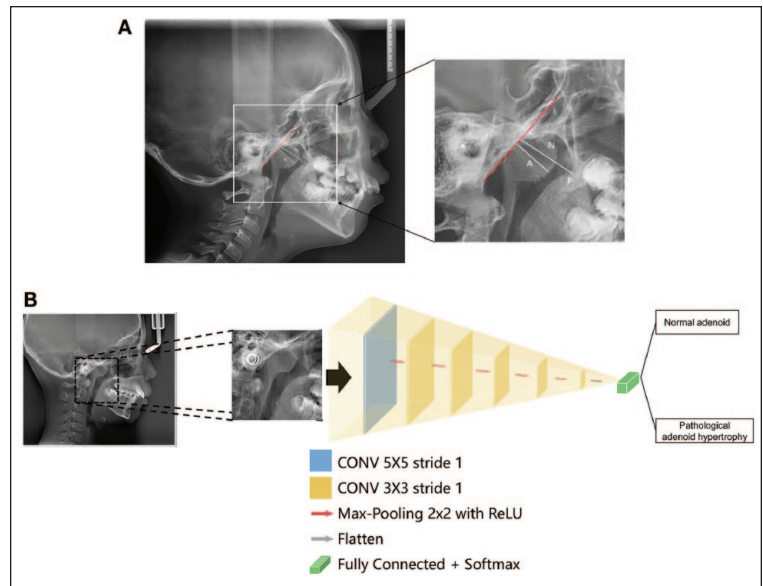 A
N
A
P
B
Normal adenoid
Pathological
adenoid hypertrophy
CONV 5X5 stride 1
CONV 3X3 stride 1
Max-Pooling 2x2 with ReLU
Flatten
Fully Connected + Softmax